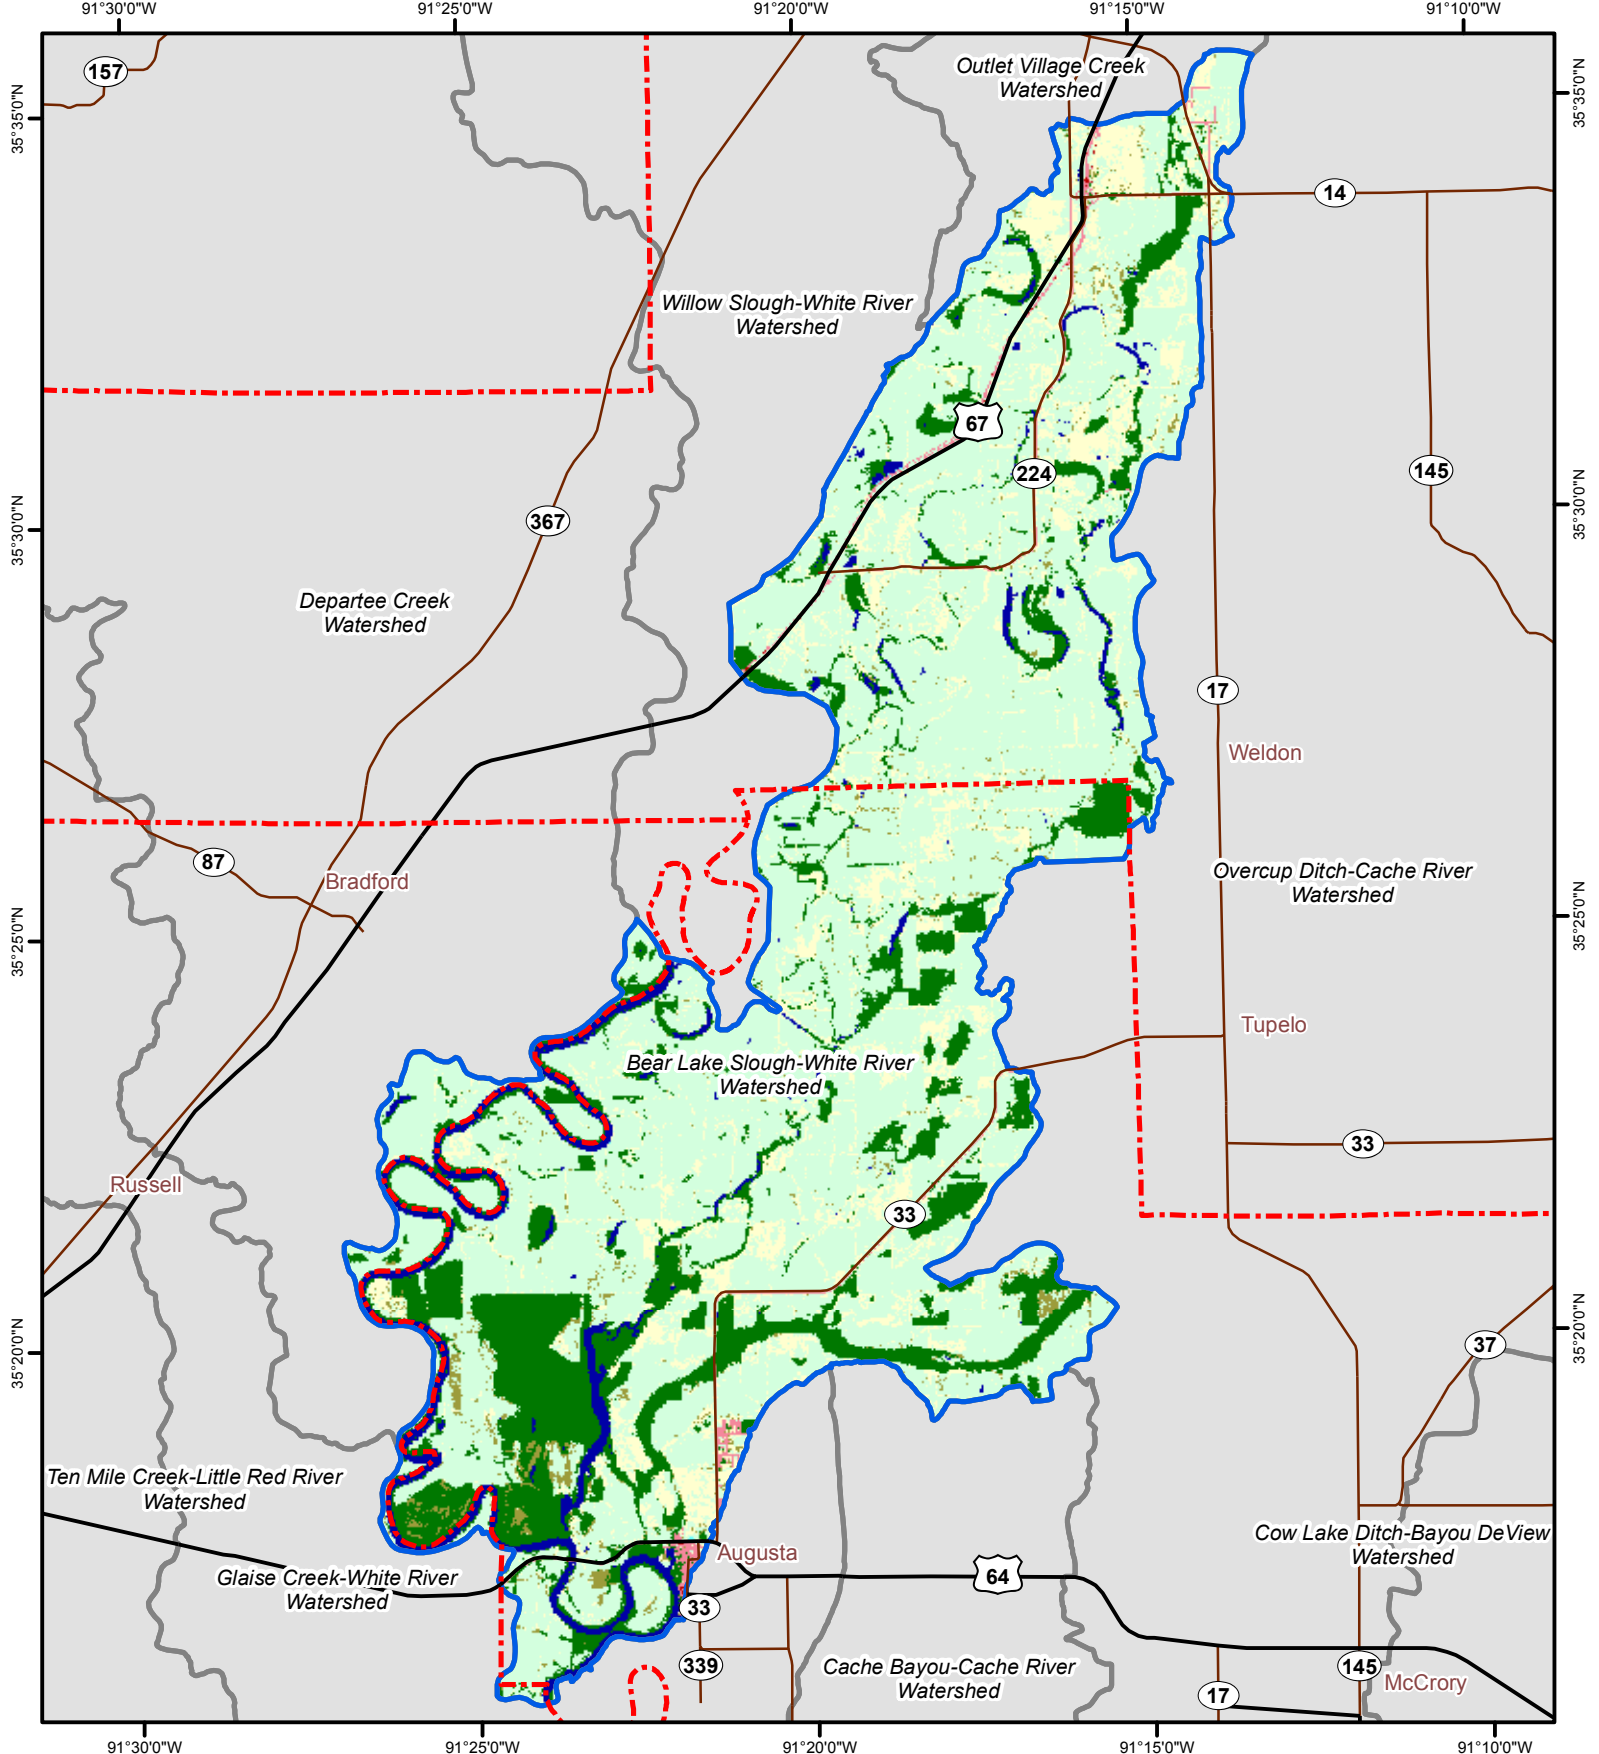 91°30'0"W
91°25'0"W
91°20'0"W
91°15'0"W
91°10'0"W
157
Outlet Village Creek
Watershed
35°35'0"N
35°35'0"N
14
Willow Slough-White River
Watershed
67
224
145
367
35°30'0"N
35°30'0"N
Departee Creek
Watershed
17
Weldon
87
Bradford
Overcup Ditch-Cache River
Watershed
35°25'0"N
35°25'0"N
Tupelo
Bear Lake Slough-White River
Watershed
33
Russell
33
35°20'0"N
35°20'0"N
37
Ten Mile Creek-Little Red River
Watershed
Cow Lake Ditch-Bayou DeView
Watershed
Augusta
Glaise Creek-White River
Watershed
64
33
339
Cache Bayou-Cache River
Watershed
145
McCrory
17
91°30'0"W
91°25'0"W
91°20'0"W
91°15'0"W
91°10'0"W